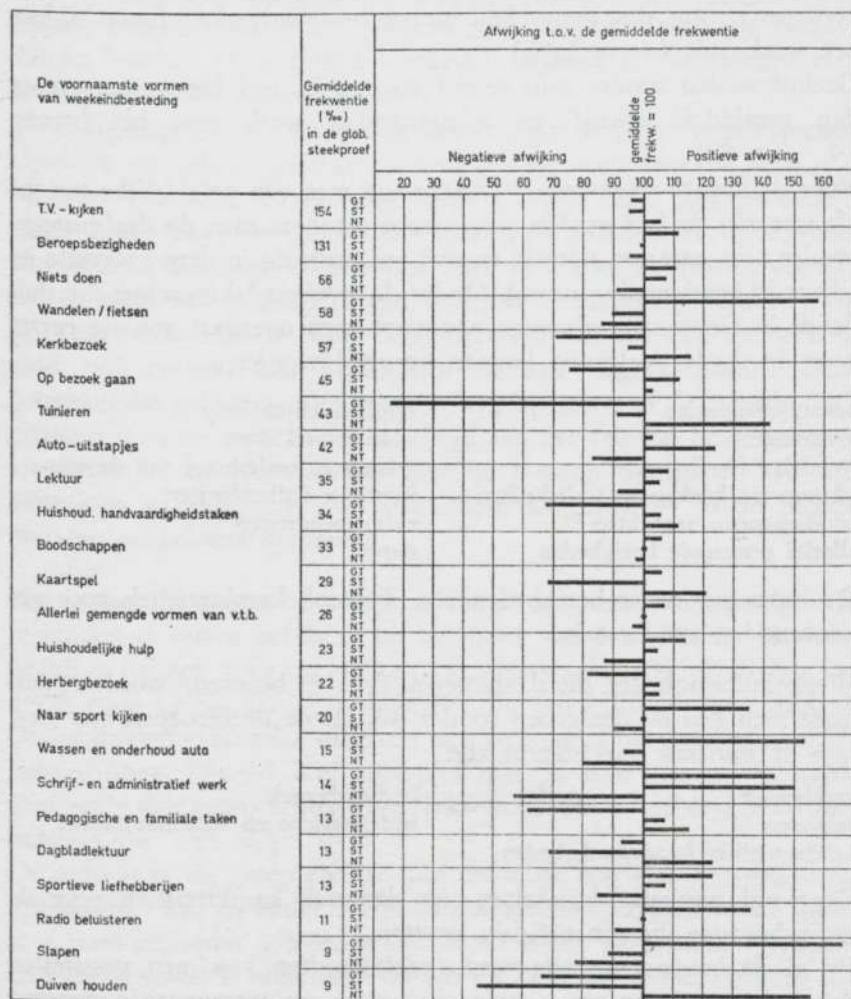 Afwijking t.o.v. de gemiddelde frekwentie
De voornaamste vormen
van weekeindbesteding
Gemiddelde
frekwentie
(‰)
in de glob.
steekproef
gemiddelde
frekw. = 100
Negatieve afwijking
Positieve afwijking
20 30 40 50 60 70 80 90 100 110 120 130 140 150 160
T.V. - kijken 154 GT ST NT
Beroepsbezigheden 131 GT ST NT
Niets doen 66 GT ST NT
Wandelen / fietsen 58 GT ST NT
Kerkbezoek 57 GT ST NT
Op bezoek gaan 45 GT ST NT
Tuinieren 43 GT ST NT
Auto - uitstapjes 42 GT ST NT
Lektuur 35 GT ST NT
Huishoud. handvaardigheidstaken 34 GT ST NT
Boodschappen 33 GT ST NT
Kaartspel 29 GT ST NT
Allerlei gemengde vormen van v.t.b. 26 GT ST NT
Huishoudelijke hulp 23 GT ST NT
Herbergbezoek 22 GT ST NT
Naar sport kijken 20 GT ST NT
Wassen en onderhoud auto 15 GT ST NT
Schrijf - en administratief werk 14 GT ST NT
Pedagogische en familiale taken 13 GT ST NT
Dagbladlektuur 13 GT ST NT
Sportieve liefhebberijen 13 GT ST NT
Radio beluisteren 11 GT ST NT
Slapen 9 GT ST NT
Duiven houden 9 GT ST NT